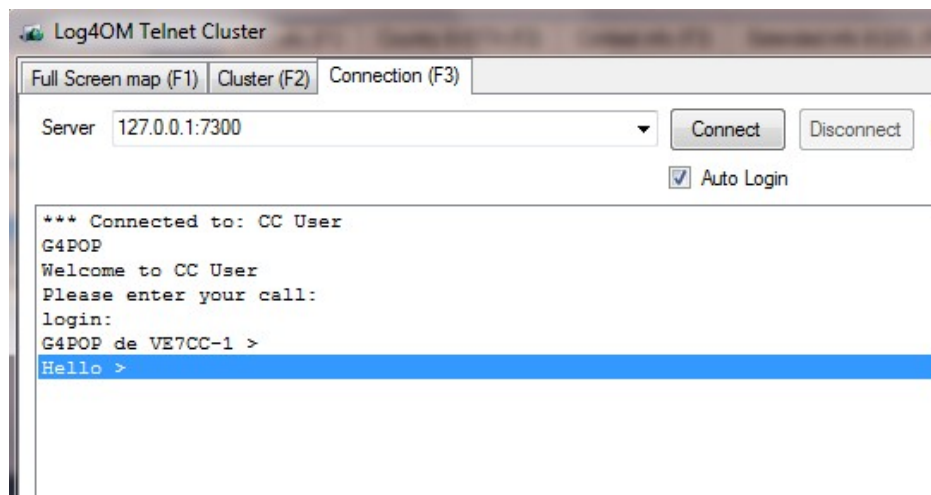 Log4OM Telnet Cluster
Full Screen map (F1) Cluster (F2) Connection (F3)
Server 127.0.0.1:7300 Connect Disconnect
Auto Login
*** Connected to: CC User
G4POP
Welcome to CC User
Please enter your call:
login:
G4POP de VE7CC-1 >
Hello >